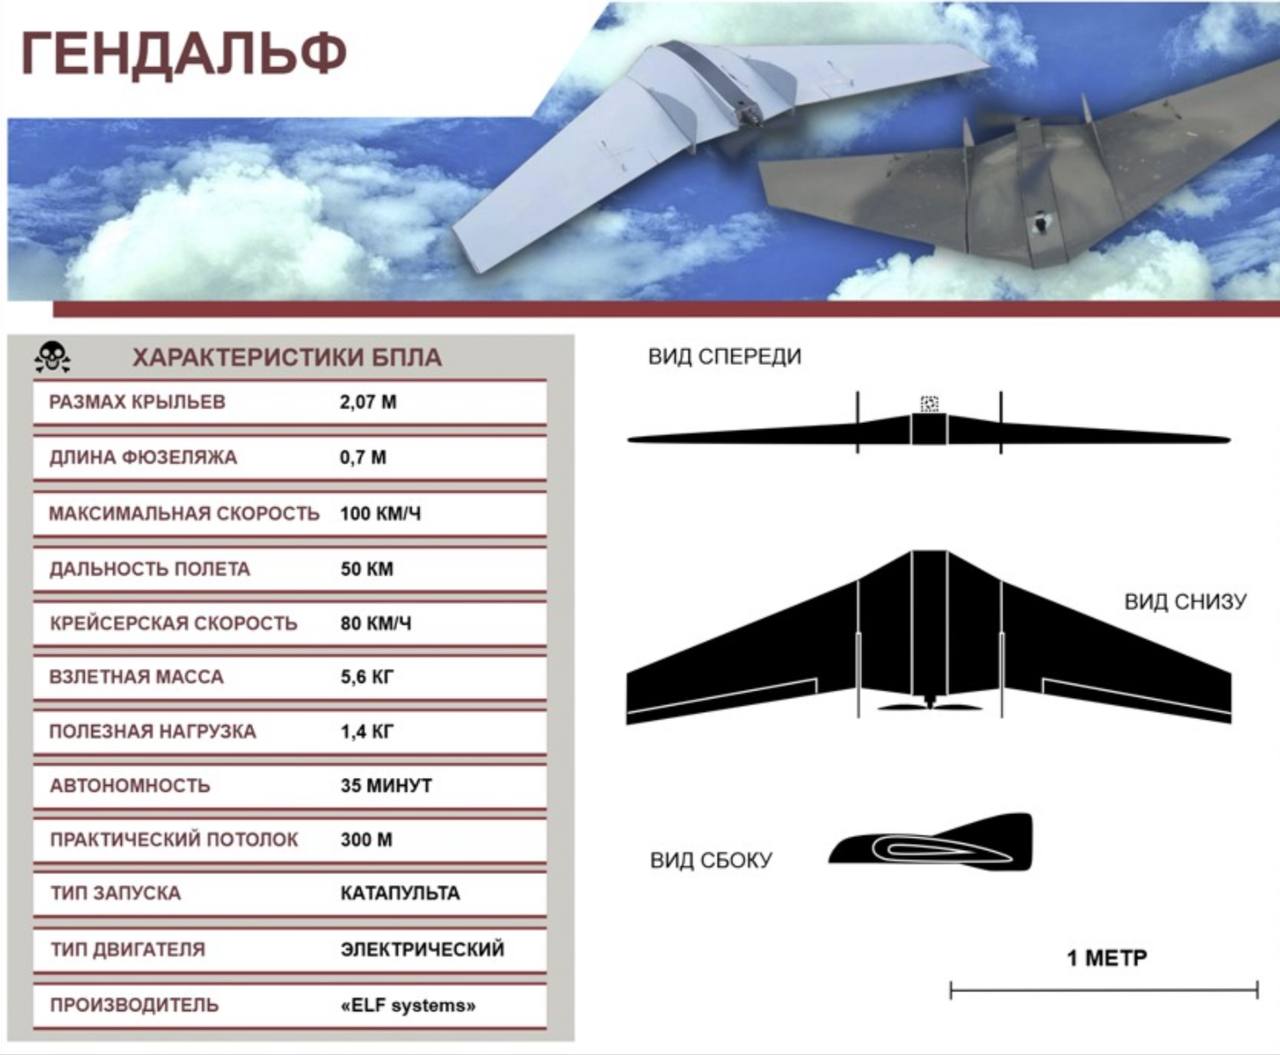 ГЕНДАЛЬФ
ХАРАКТЕРИСТИКИ БПЛА
РАЗМАХ КРЫЛЬЕВ 2,07 М
ДЛИНА ФЮЗЕЛЯЖА 0,7 М
МАКСИМАЛЬНАЯ СКОРОСТЬ 100 КМ/Ч
ДАЛЬНОСТЬ ПОЛЕТА 50 КМ
КРЕЙСЕРСКАЯ СКОРОСТЬ 80 КМ/Ч
ВЗЛЕТНАЯ МАССА 5,6 КГ
ПОЛЕЗНАЯ НАГРУЗКА 1,4 КГ
АВТОНОМНОСТЬ 35 МИНУТ
ПРАКТИЧЕСКИЙ ПОТОЛОК 300 М
ТИП ЗАПУСКА КАТАПУЛЬТА
ТИП ДВИГАТЕЛЯ ЭЛЕКТРИЧЕСКИЙ
ПРОИЗВОДИТЕЛЬ «ELF systems»
ВИД СПЕРЕДИ
ВИД СНИЗУ
ВИД СБОКУ
1 МЕТР